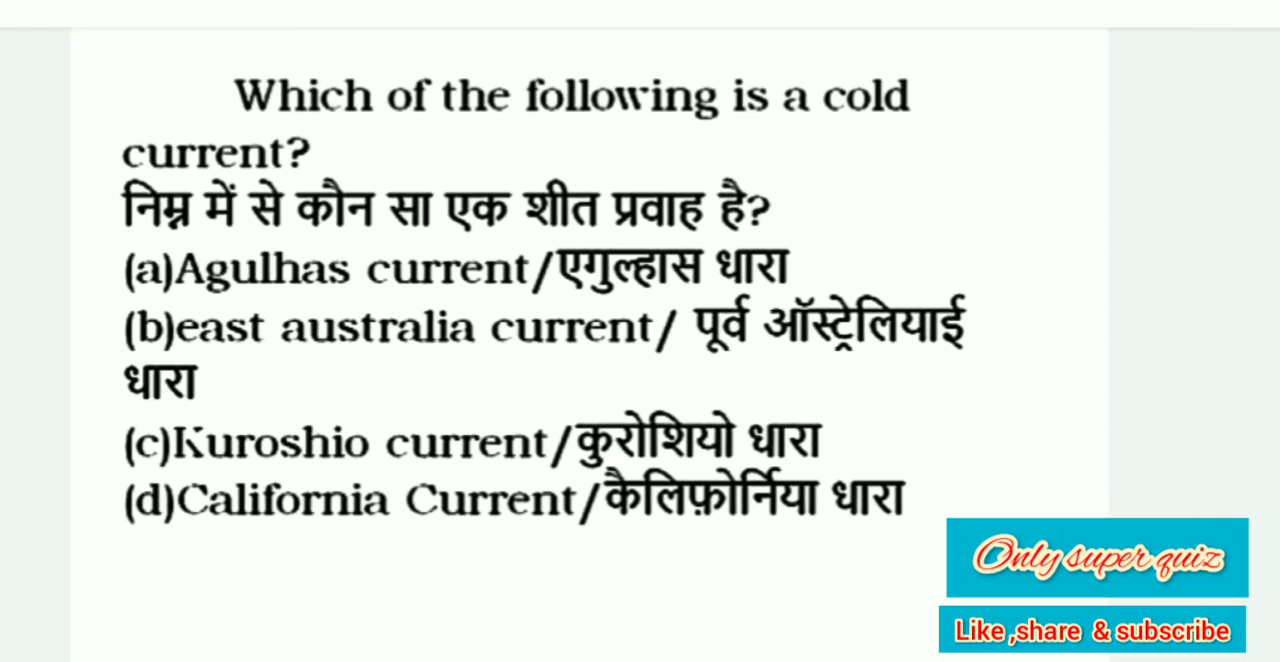 Which of the following is a cold
current?
निम्न में से कौन सा एक शीत प्रवाह है?
(a)Agulhas current/एगुल्हास धारा
(b)east australia current/ पूर्व ऑस्ट्रेलियाई
धारा
(c)Kuroshio current/कुरोशियो धारा
(d)California Current/कैलिफ़ोर्निया धारा
Only super quiz
Like ,share & subscribe